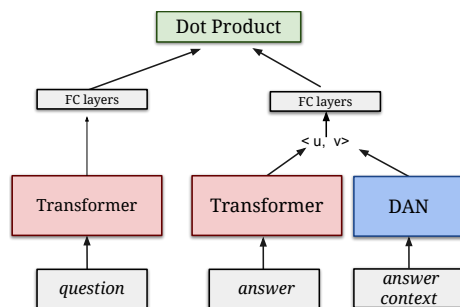 Dot Product
FC layers
FC layers
< u, v>
Transformer
Transformer
DAN
question
answer
answer
context